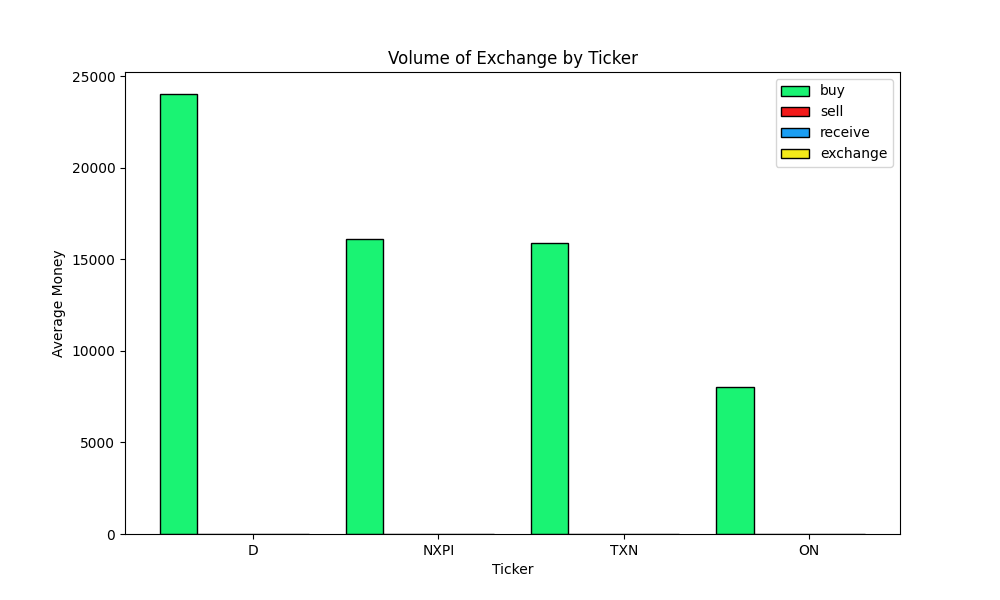 Volume of Exchange by Ticker
25000
20000
15000
10000
5000
0
Average Money
buy
sell
receive
exchange
D
NXPI
TXN
ON
Ticker